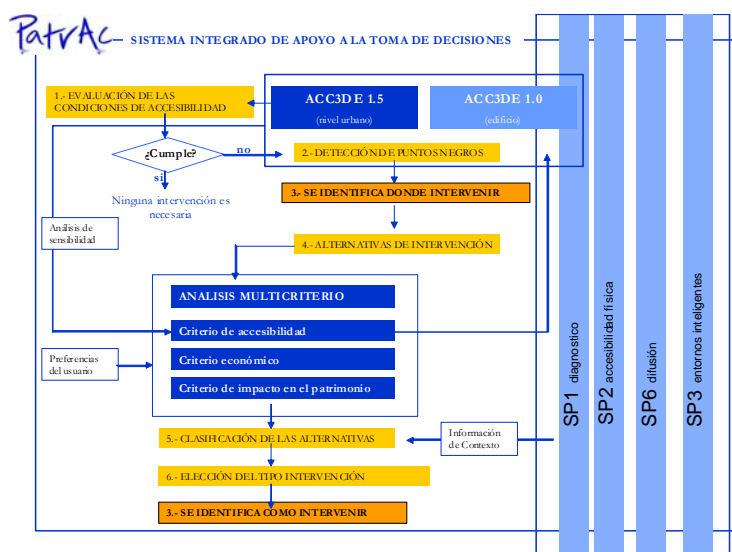 PatrAC
SISTEMA INTEGRADO DE APOYO A LA TOMA DE DECISIONES
1.- EVALUACIÓN DE LAS
CONDICIONES DE ACCESIBILIDAD
ACC3DE 1.5
(nivel urbano)
ACC3DE 1.0
(edificio)
¿Cumple?
no
si
2.- DETECCIÓN DE PUNTOS NEGROS
Ninguna intervención es
necesaria
3.- SE IDENTIFICA DONDE INTERVENIR
Análisis de
sensibilidad
4.- ALTERNATIVAS DE INTERVENCIÓN
ANALISIS MULTICRITERIO
Criterio de accesibilidad
Criterio económico
Criterio de impacto en el patrimonio
Preferencias
del usuario
5.- CLASIFICACIÓN DE LAS ALTERNATIVAS
Información
de Contexto
6.- ELECCIÓN DEL TIPO INTERVENCIÓN
3.- SE IDENTIFICA COMO INTERVENIR
SP1 diagnostico
SP2 accesibilidad física
SP6 difusión
SP3 entornos inteligentes